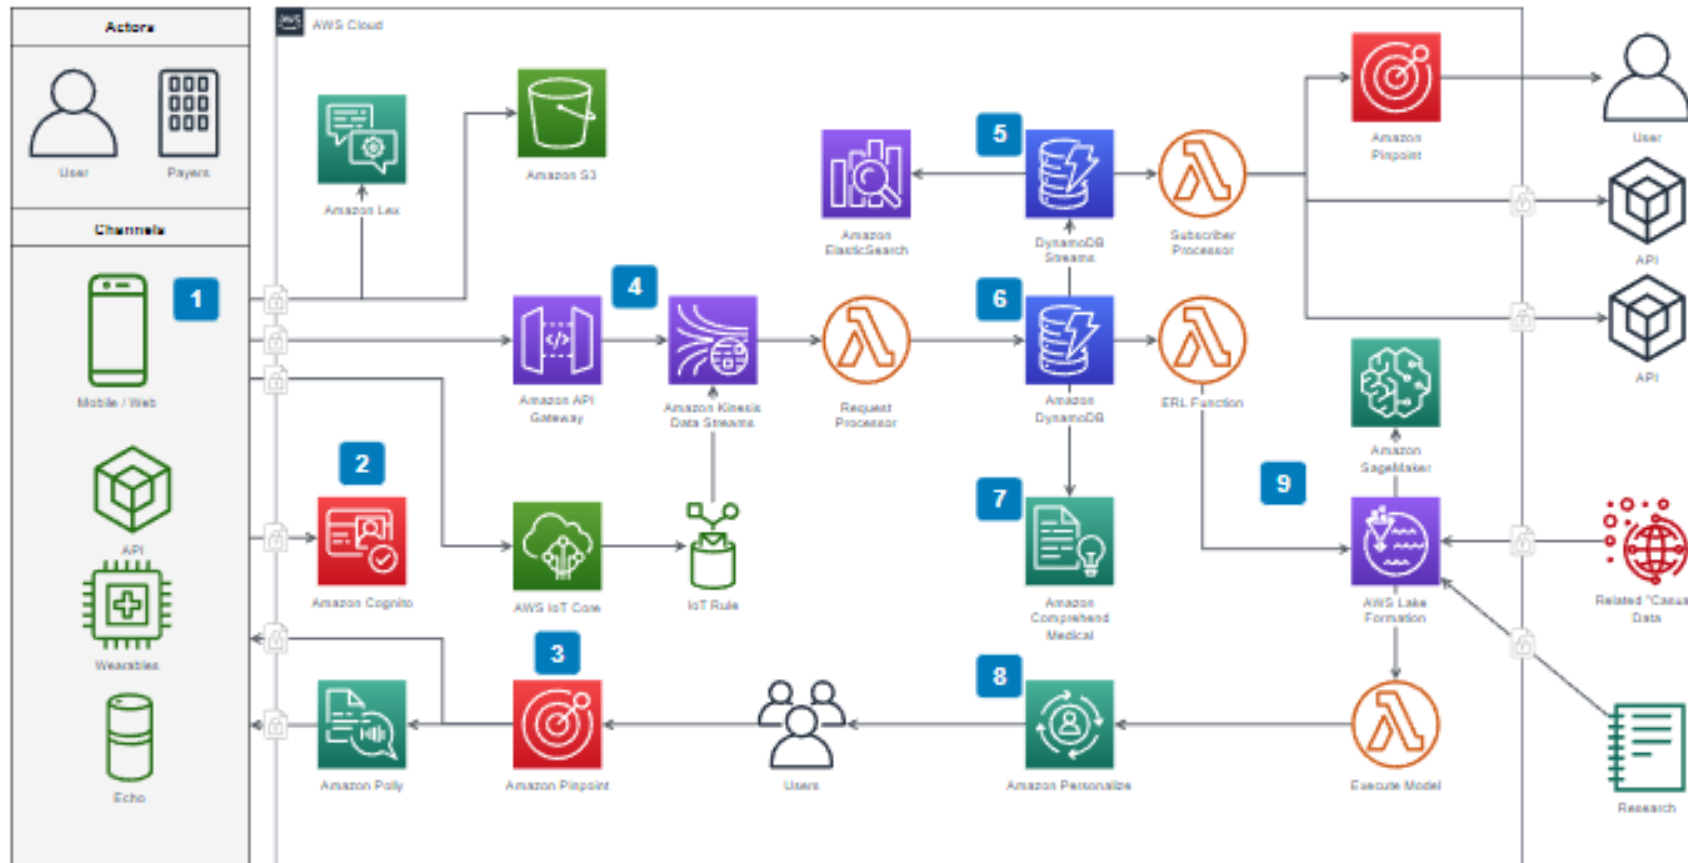 Actors
User
Payers
Channels
1
Mobile / Web
API
Wearables
Echo
AWS Cloud
Amazon Lex
Amazon S3
2
Amazon Cognito
Amazon Polly
4
Amazon API
Gateway
Amazon Kinesis
Data Streams
AWS IoT Core
IoT Rule
3
Amazon Pinpoint
Users
Amazon
ElasticSearch
Request
Processor
5
DynamoDB
Streams
Subscriber
Processor
6
Amazon
DynamoDB
ERL Function
7
Amazon
Comprehend
Medical
8
Amazon Personalize
Amazon
Pinpoint
Amazon
SageMaker
9
AWS Lake
Formation
Execute Model
User
API
API
Related "Casua
Data
Research